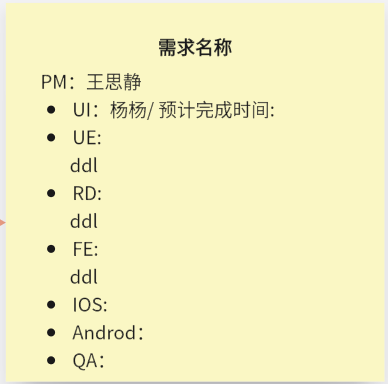 需求名称
PM：王思静
• UI：杨杨/ 预计完成时间:
• UE:
ddl
• RD:
ddl
• FE:
ddl
• IOS:
• Androd：
• QA：